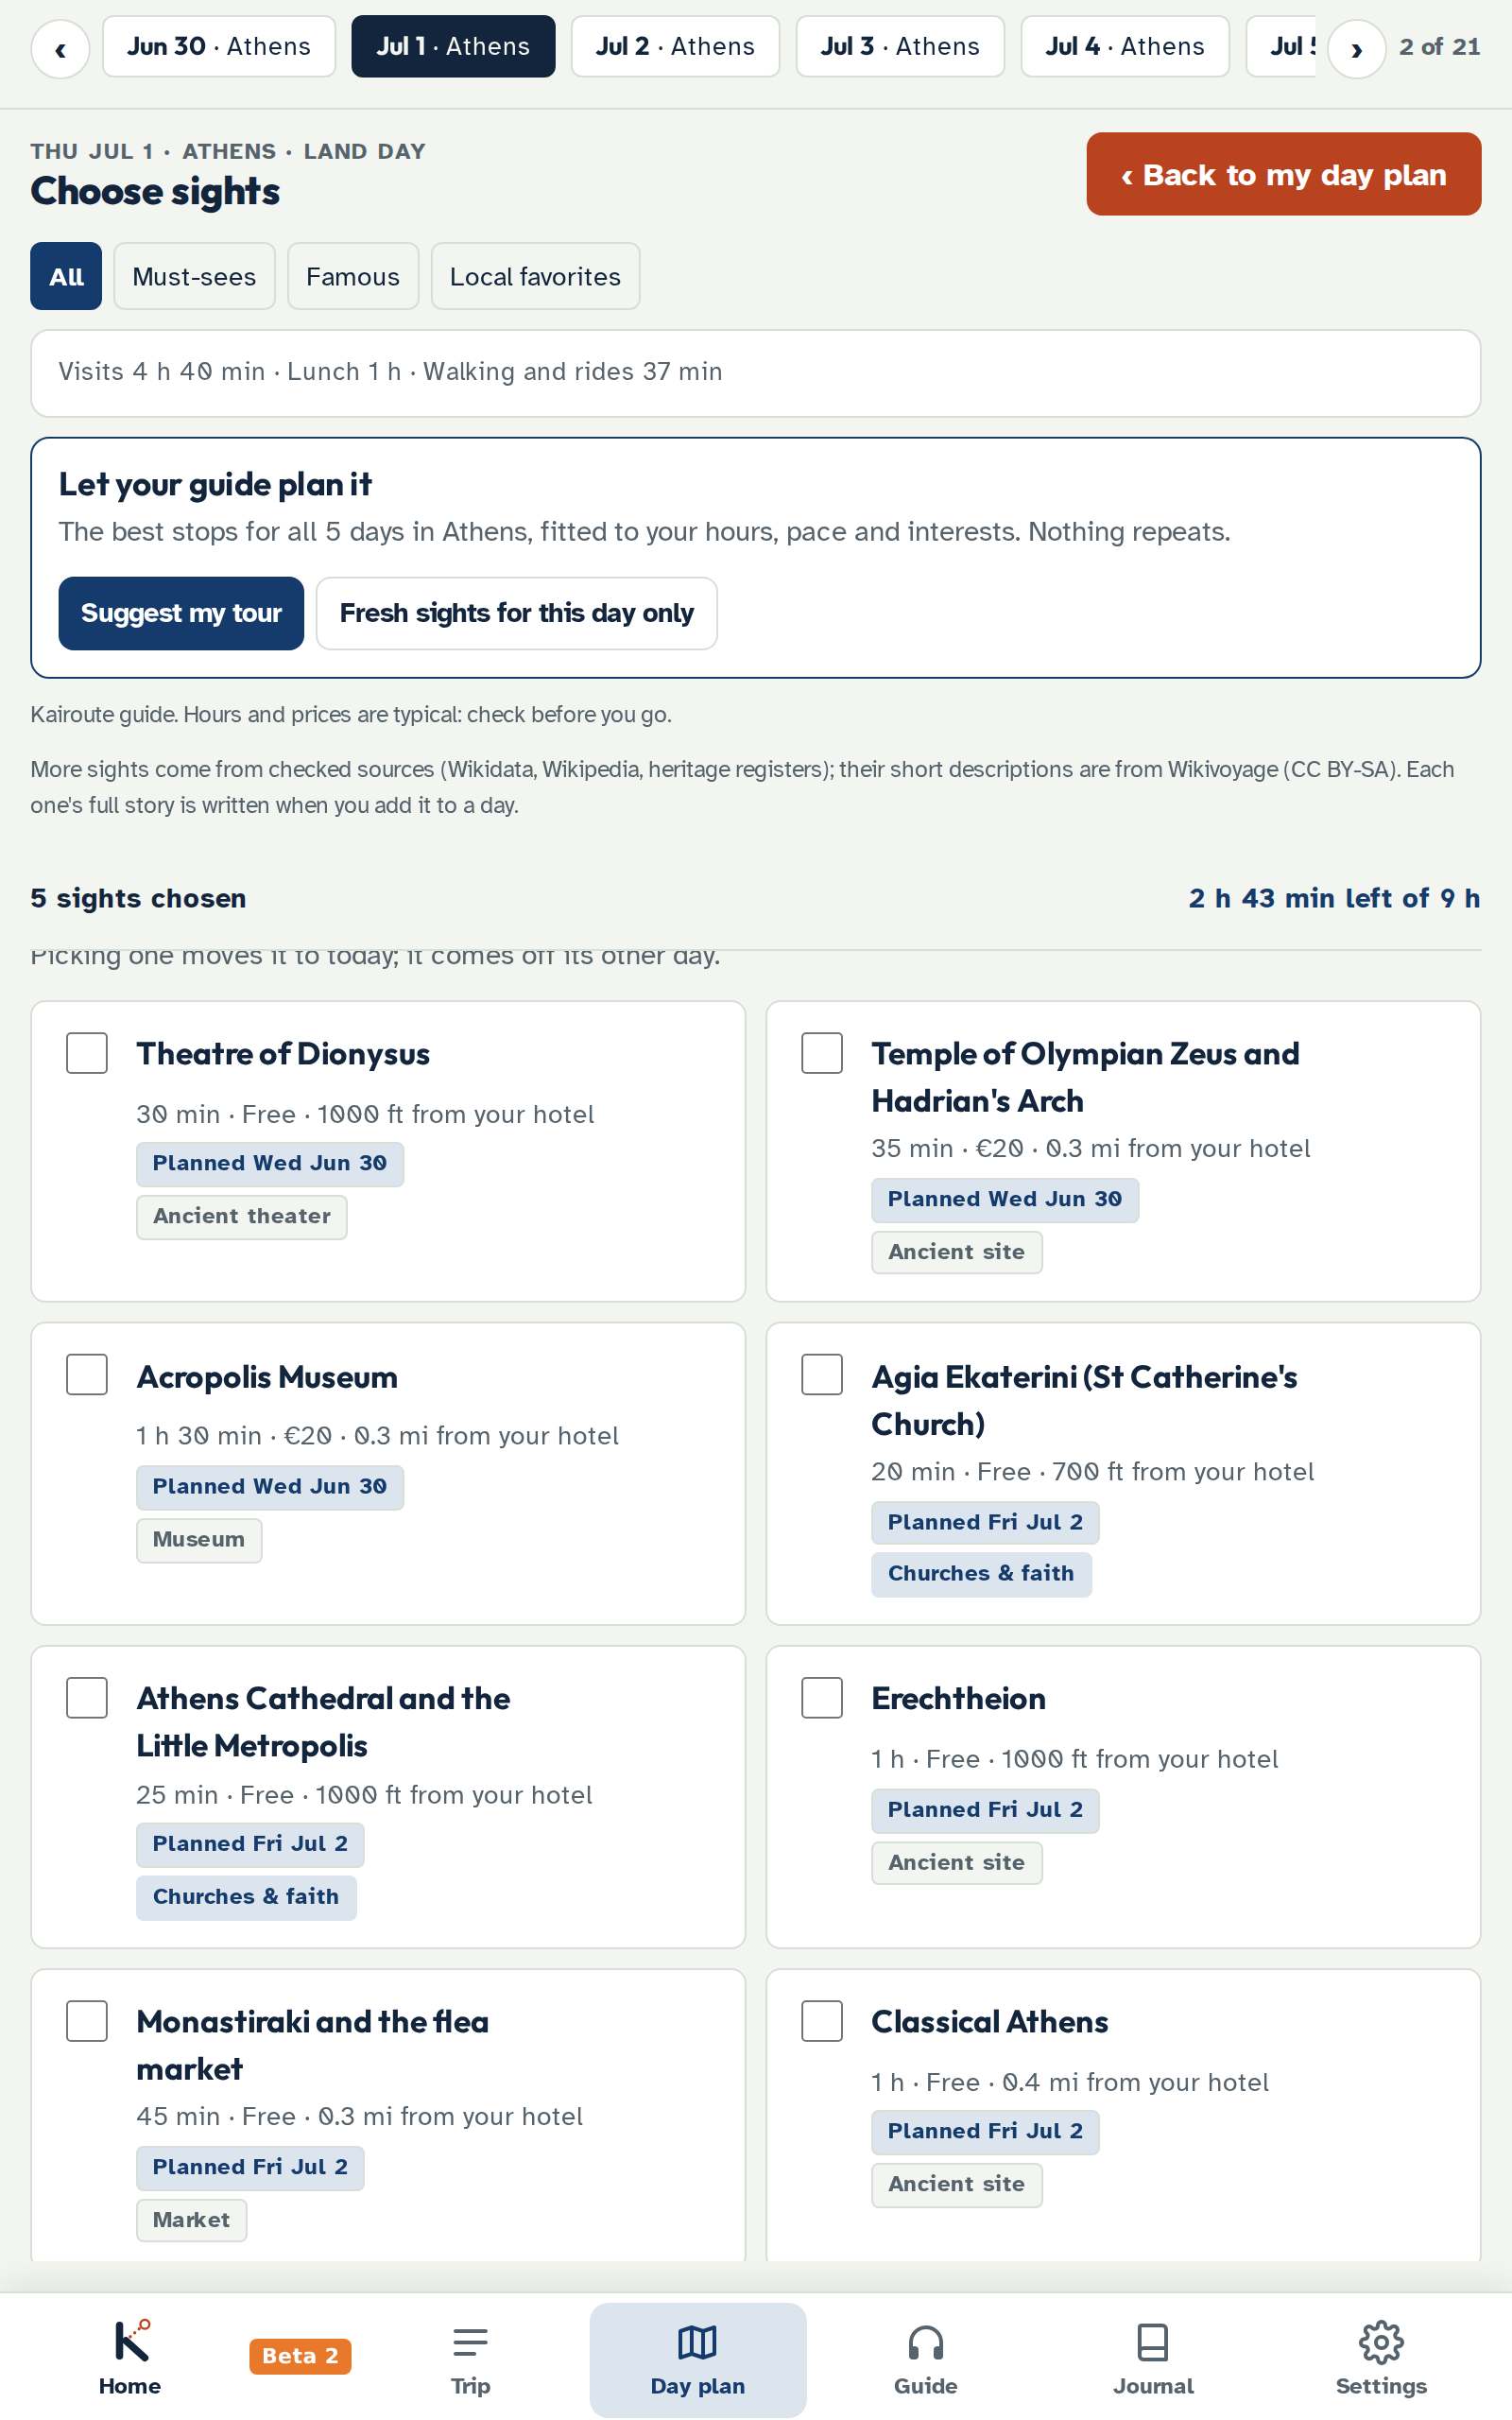 ‹
Jun 30 · Athens
Jul 1 · Athens
Jul 2 · Athens
Jul 3 · Athens
Jul 4 · Athens
Jul
›
2 of 21
THU JUL 1 · ATHENS · LAND DAY
Choose sights
‹ Back to my day plan
All
Must-sees
Famous
Local favorites
Visits 4 h 40 min · Lunch 1 h · Walking and rides 37 min
Let your guide plan it
The best stops for all 5 days in Athens, fitted to your hours, pace and interests. Nothing repeats.
Suggest my tour
Fresh sights for this day only
Kairoute guide. Hours and prices are typical: check before you go.
More sights come from checked sources (Wikidata, Wikipedia, heritage registers); their short descriptions are from Wikivoyage (CC BY-SA). Each
one's full story is written when you add it to a day.
5 sights chosen
2 h 43 min left of 9 h
Picking one moves it to today; it comes off its other day.
Theatre of Dionysus
30 min · Free · 1000 ft from your hotel
Planned Wed Jun 30
Ancient theater
Temple of Olympian Zeus and
Hadrian's Arch
35 min · €20 · 0.3 mi from your hotel
Planned Wed Jun 30
Ancient site
Acropolis Museum
1 h 30 min · €20 · 0.3 mi from your hotel
Planned Wed Jun 30
Museum
Agia Ekaterini (St Catherine's
Church)
20 min · Free · 700 ft from your hotel
Planned Fri Jul 2
Churches & faith
Athens Cathedral and the
Little Metropolis
25 min · Free · 1000 ft from your hotel
Planned Fri Jul 2
Churches & faith
Erechtheion
1 h · Free · 1000 ft from your hotel
Planned Fri Jul 2
Ancient site
Monastiraki and the flea
market
45 min · Free · 0.3 mi from your hotel
Planned Fri Jul 2
Market
Classical Athens
1 h · Free · 0.4 mi from your hotel
Planned Fri Jul 2
Ancient site
Home
Beta 2
Trip
Day plan
Guide
Journal
Settings